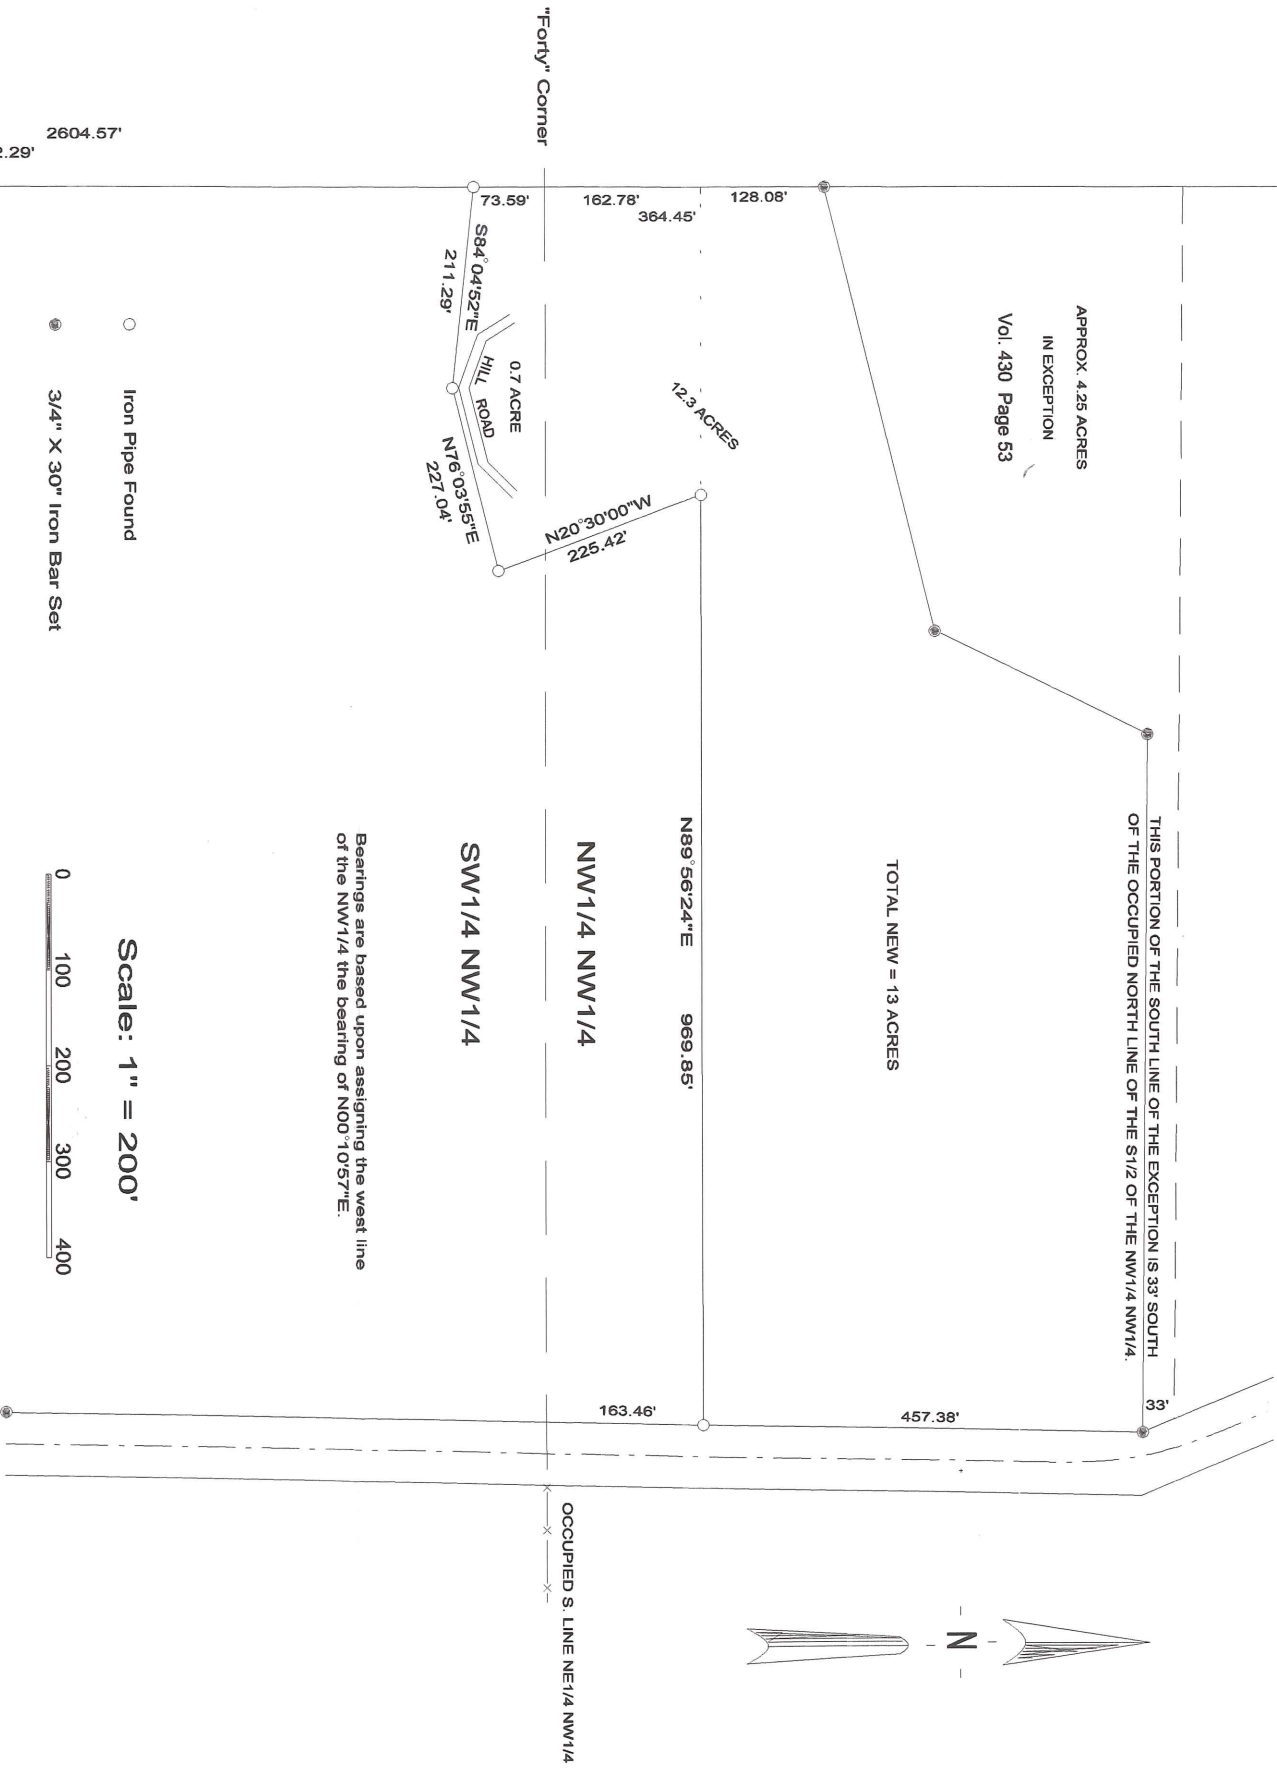 APPROX. 4.25 ACRES
IN EXCEPTION
Vol. 430 Page 53
THIS PORTION OF THE SOUTH LINE OF THE EXCEPTION IS 33' SOUTH
OF THE OCCUPIED NORTH LINE OF THE S1/2 OF THE NW1/4 NW1/4.
33'
TOTAL NEW = 13 ACRES
457.38'
128.08'
364.45'
162.78'
73.59'
12.3 ACRES
N89°56'24"E 969.85'
163.46'
N20°30'00"W
225.42'
NW1/4 NW1/4
"Forty" Corner
OCCUPIED S. LINE NE1/4 NW1/4
0.7 ACRE
HILL ROAD
S84°04'52"E
211.29'
N76°03'55"E
227.04'
SW1/4 NW1/4
Bearings are based upon assigning the west line
of the NW1/4 the bearing of N00°10'57"E.
2604.57'
2.29'
Iron Pipe Found
3/4" X 30" Iron Bar Set
Scale: 1" = 200'
0 100 200 300 400
N